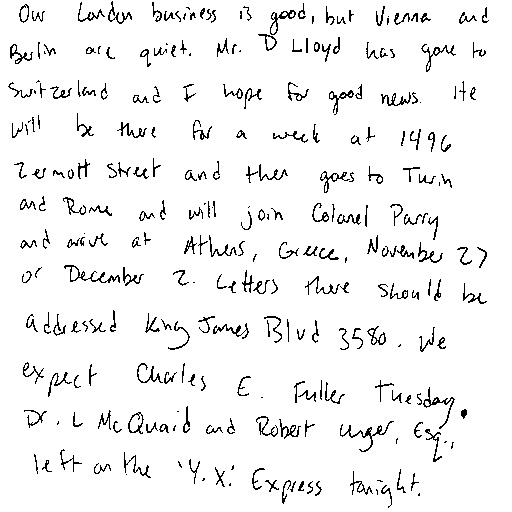 Our London business is good, but Vienna and
Berlin are quiet. Mr. D Lloyd has gone to
Switzerland and I hope for good news. He
will be there for a week at 1496
Zermott Street and then goes to Turin
and Rome and will join Colonel Parry
and arrive at Athens, Greece, November 27
or December 2. Letters there should be
addressed King James Blvd 3580. We
expect Charles E. Fuller Tuesday.
Dr. L McQuaid and Robert Unger, Esq.,
left on the 'Y.X.' Express tonight.